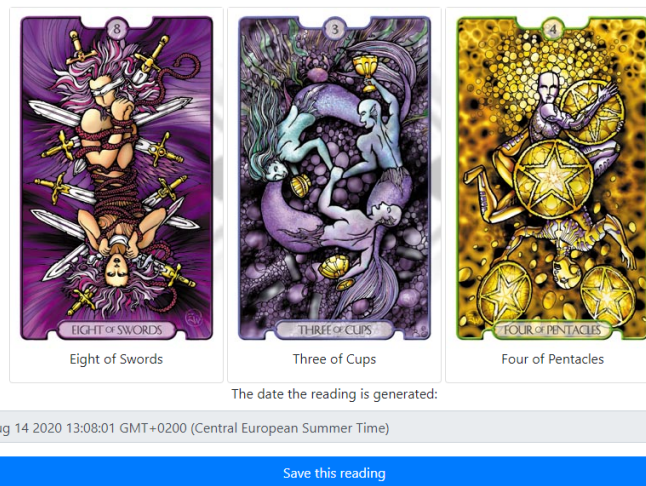 8
3
4
EIGHT OF SWORDS
THREE OF CUPS
FOUR OF PENTACLES
Eight of Swords
Three of Cups
Four of Pentacles
The date the reading is generated:
ug 14 2020 13:08:01 GMT+0200 (Central European Summer Time)
Save this reading